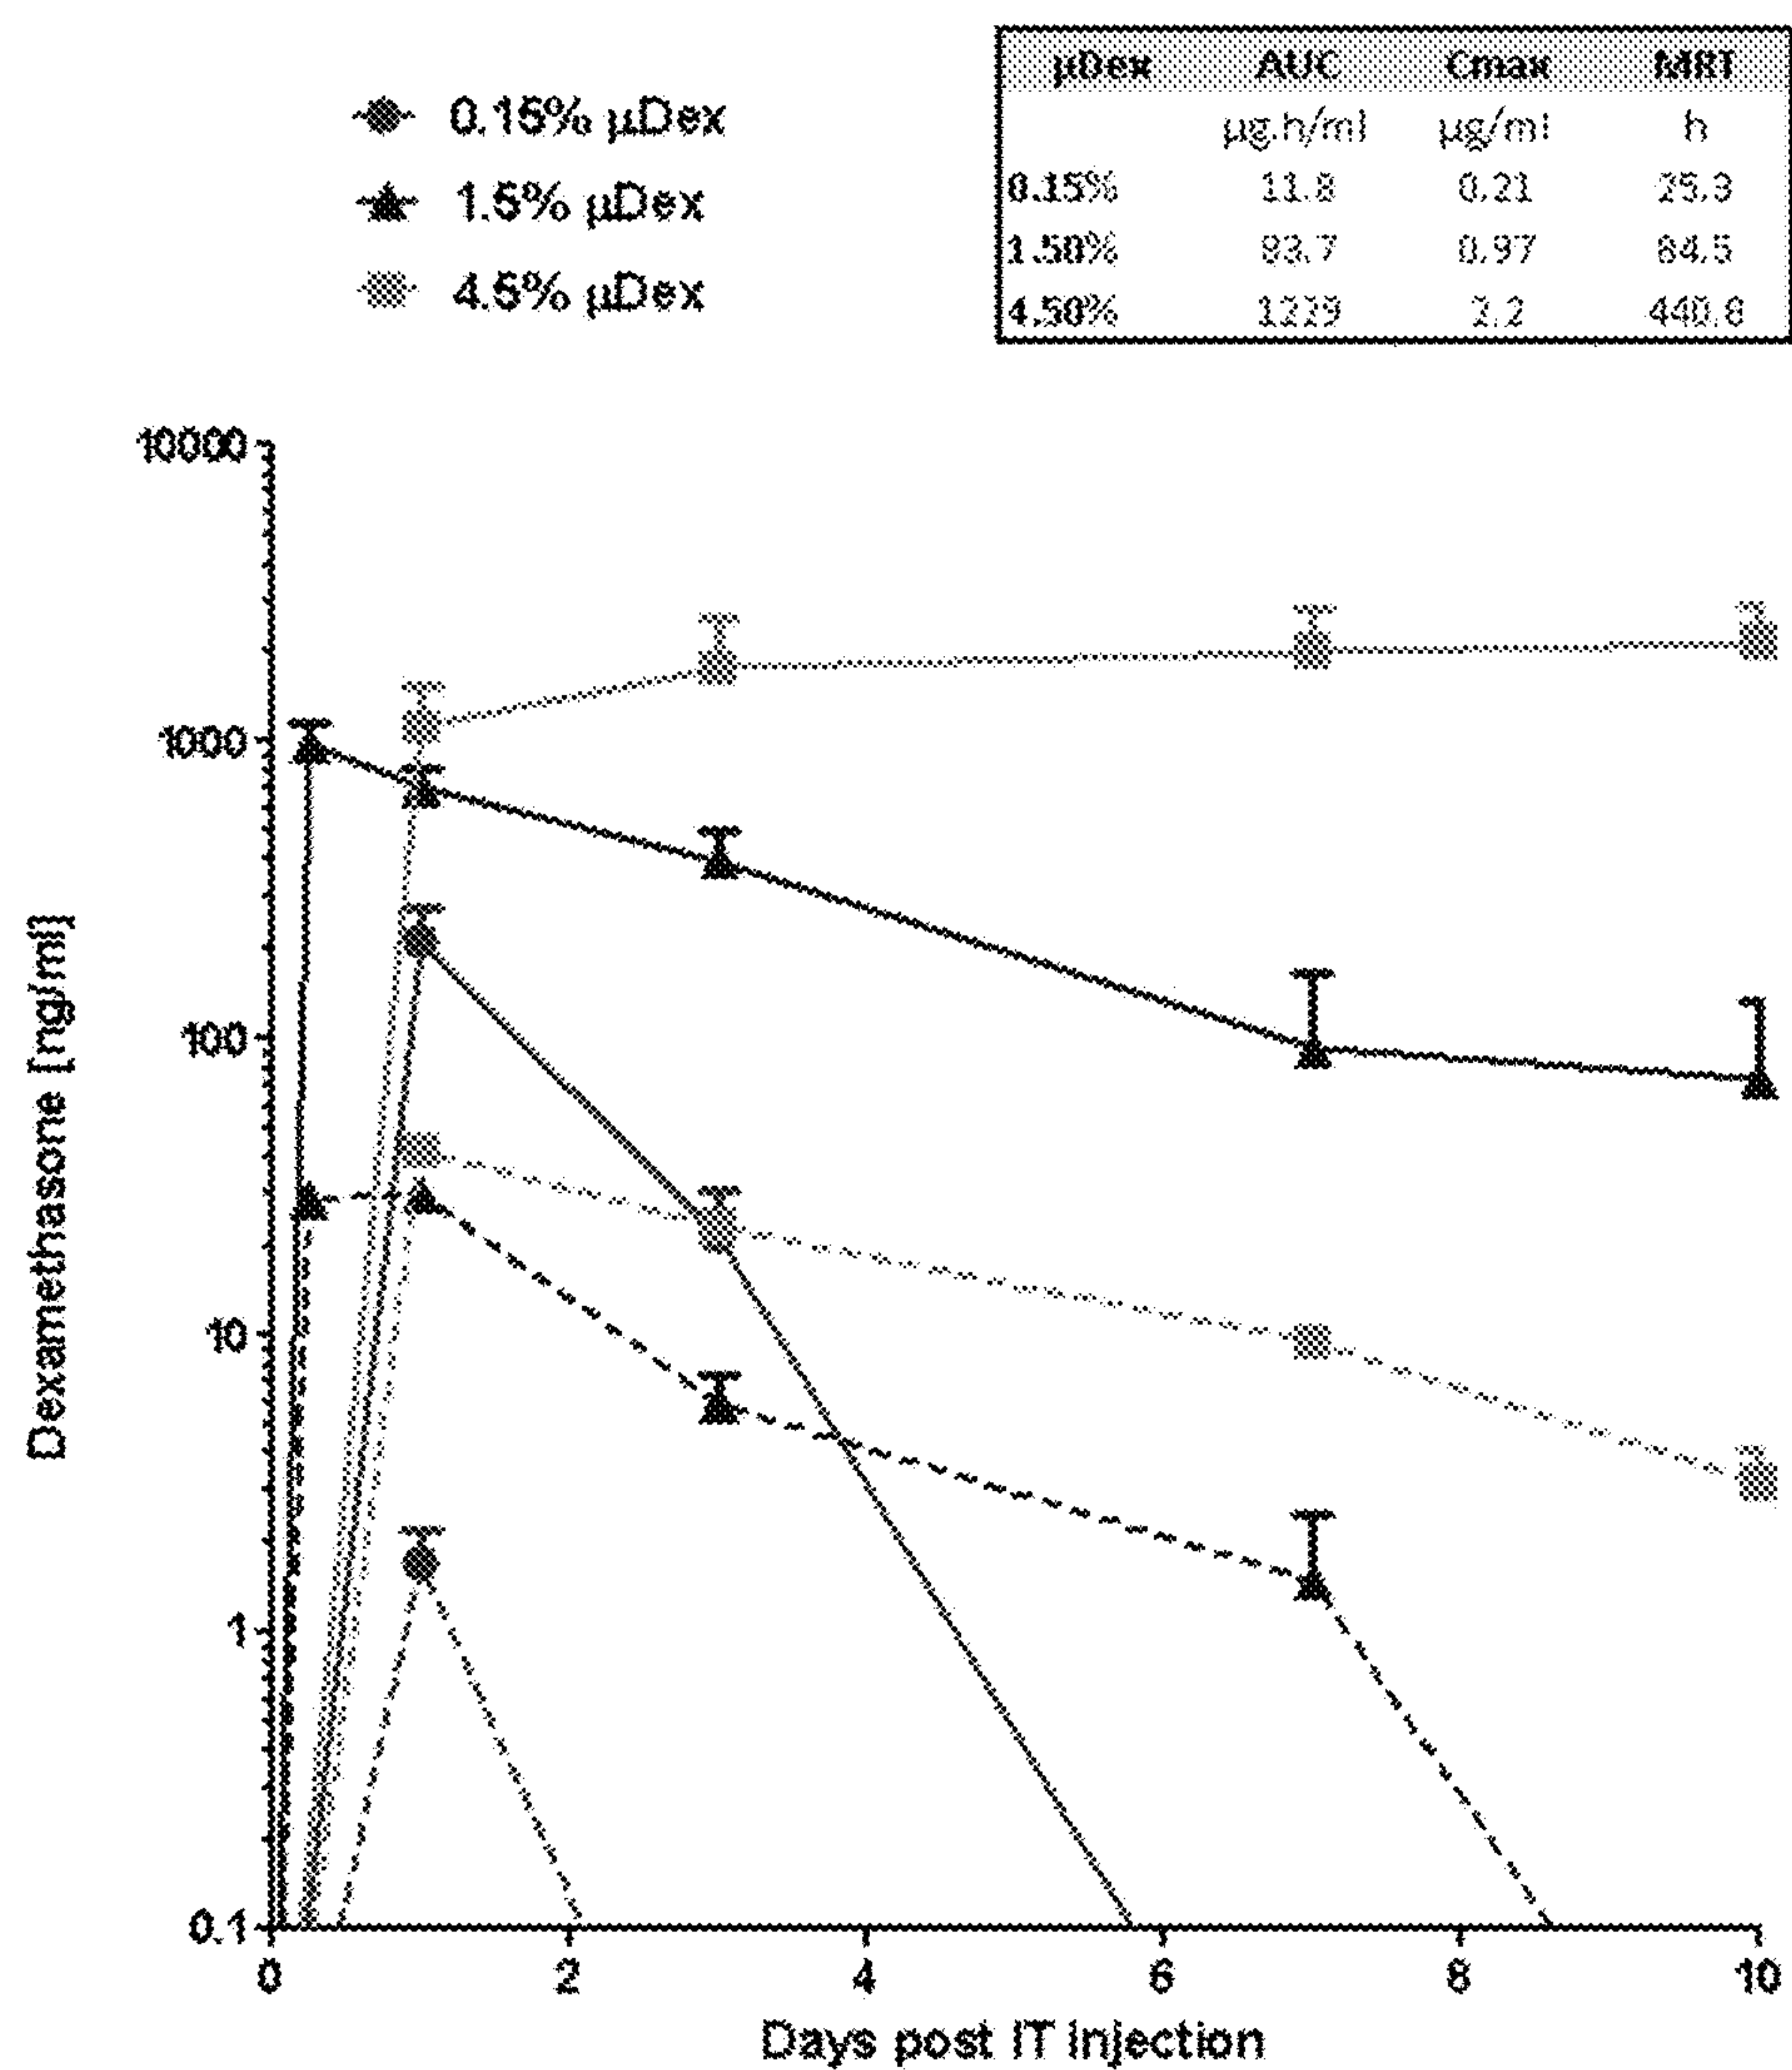 0.15% µDex
1.5% µDex
4.5% µDex
µDex AUC Cmax MRT
µg.h/ml µg/ml h
0.15% 11.8 0.21 25.3
1.50% 83.7 0.97 84.5
4.50% 1229 2.2 440.8
10000
1000
100
10
1
0.1
Dexamethasone [ng/ml]
0 2 4 6 8 10
Days post IT Injection